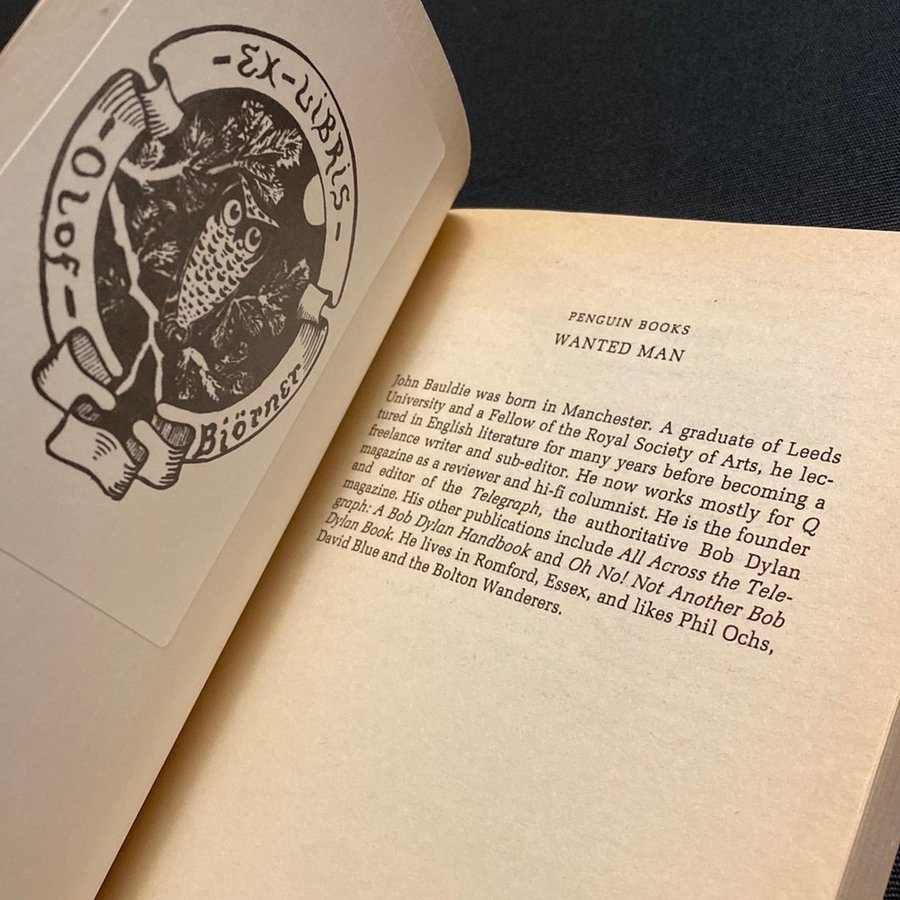 -EX-LiBRiS-
-Olof-
Björner
PENGUIN BOOKS
WANTED MAN
John Bauldie was born in Manchester. A graduate of Leeds
University and a Fellow of the Royal Society of Arts, he lec-
tured in English literature for many years before becoming a
freelance writer and sub-editor. He now works mostly for Q
magazine as a reviewer and hi-fi columnist. He is the founder
and editor of the Telegraph, the authoritative Bob Dylan
magazine. His other publications include All Across the Tele-
graph: A Bob Dylan Handbook and Oh No! Not Another Bob
Dylan Book. He lives in Romford, Essex, and likes Phil Ochs,
David Blue and the Bolton Wanderers.